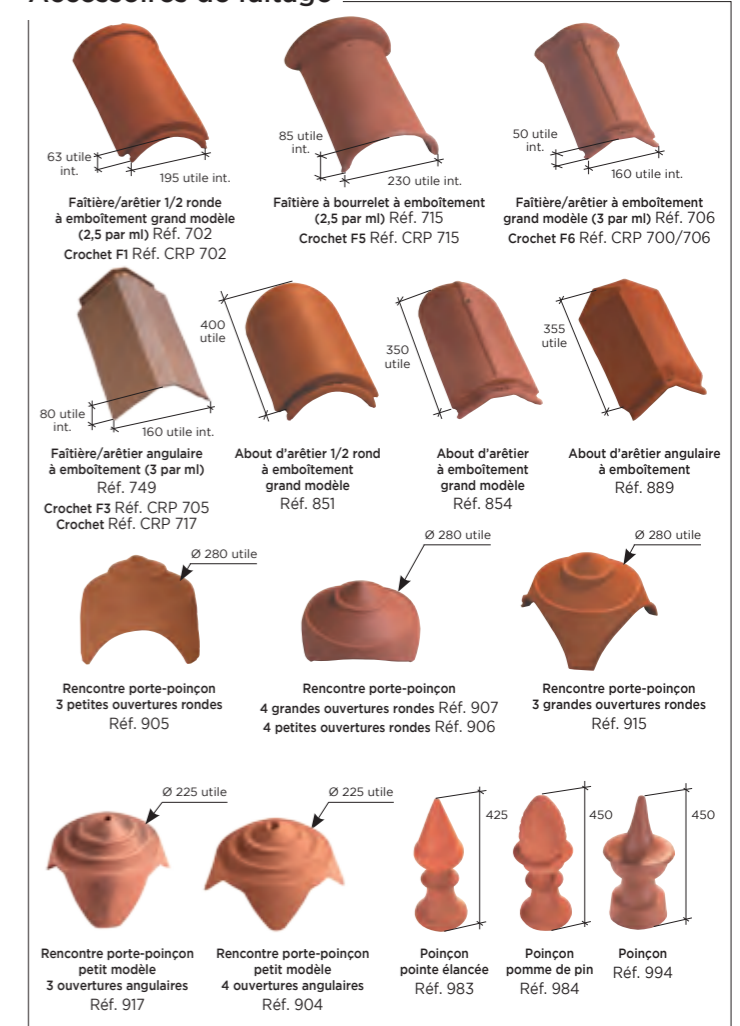 Accessoires de faîtage
63 utile
int.
195 utile int.
85 utile
int.
230 utile int.
50 utile
int.
160 utile int.
Faîtière/arêtier 1/2 ronde
à emboîtement grand modèle
(2,5 par ml) Réf. 702
Crochet F1 Réf. CRP 702
Faîtière à bourrelet à emboîtement
(2,5 par ml) Réf. 715
Crochet F5 Réf. CRP 715
Faîtière/arêtier à emboîtement
grand modèle (3 par ml) Réf. 706
Crochet F6 Réf. CRP 700/706
80 utile
int.
160 utile int.
400
utile
350
utile
355
utile
Faîtière/arêtier angulaire
à emboîtement (3 par ml)
Réf. 749
Crochet F3 Réf. CRP 705
Crochet Réf. CRP 717
About d'arêtier 1/2 rond
à emboîtement
grand modèle
Réf. 851
About d'arêtier
à emboîtement
grand modèle
Réf. 854
About d'arêtier angulaire
à emboîtement
Réf. 889
Ø 280 utile
Ø 280 utile
Ø 280 utile
Rencontre porte-poinçon
3 petites ouvertures rondes
Réf. 905
Rencontre porte-poinçon
4 grandes ouvertures rondes Réf. 907
4 petites ouvertures rondes Réf. 906
Rencontre porte-poinçon
3 grandes ouvertures rondes
Réf. 915
Ø 225 utile
Ø 225 utile
425
450
450
Rencontre porte-poinçon
petit modèle
3 ouvertures angulaires
Réf. 917
Rencontre porte-poinçon
petit modèle
4 ouvertures angulaires
Réf. 904
Poinçon
pointe élancée
Réf. 983
Poinçon
pomme de pin
Réf. 984
Poinçon
Réf. 994